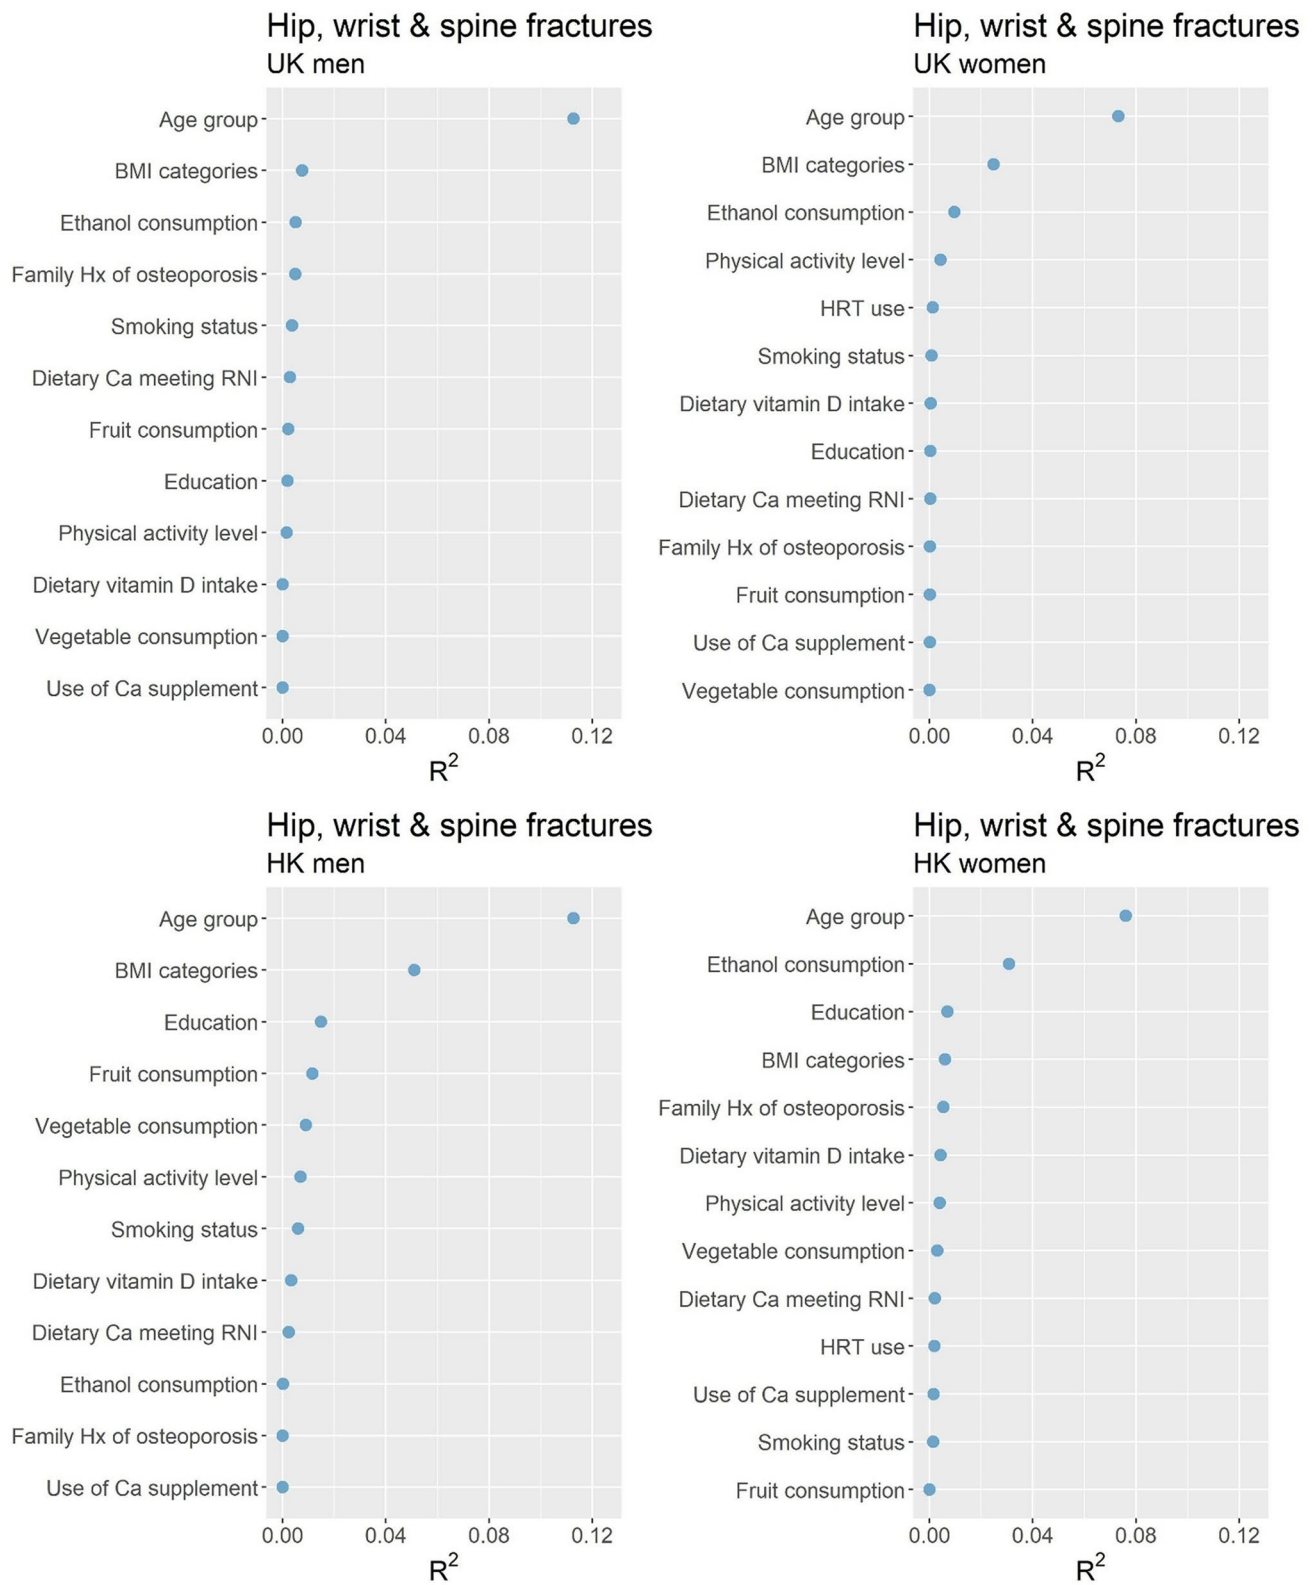 Hip, wrist & spine fractures
UK men
Age group
BMI categories
Ethanol consumption
Family Hx of osteoporosis
Smoking status
Dietary Ca meeting RNI
Fruit consumption
Education
Physical activity level
Dietary vitamin D intake
Vegetable consumption
Use of Ca supplement
0.00 0.04 0.08 0.12
R²
Hip, wrist & spine fractures
UK women
Age group
BMI categories
Ethanol consumption
Physical activity level
HRT use
Smoking status
Dietary vitamin D intake
Education
Dietary Ca meeting RNI
Family Hx of osteoporosis
Fruit consumption
Use of Ca supplement
Vegetable consumption
0.00 0.04 0.08 0.12
R²
Hip, wrist & spine fractures
HK men
Age group
BMI categories
Education
Fruit consumption
Vegetable consumption
Physical activity level
Smoking status
Dietary vitamin D intake
Dietary Ca meeting RNI
Ethanol consumption
Family Hx of osteoporosis
Use of Ca supplement
0.00 0.04 0.08 0.12
R²
Hip, wrist & spine fractures
HK women
Age group
Ethanol consumption
Education
BMI categories
Family Hx of osteoporosis
Dietary vitamin D intake
Physical activity level
Vegetable consumption
Dietary Ca meeting RNI
HRT use
Use of Ca supplement
Smoking status
Fruit consumption
0.00 0.04 0.08 0.12
R²